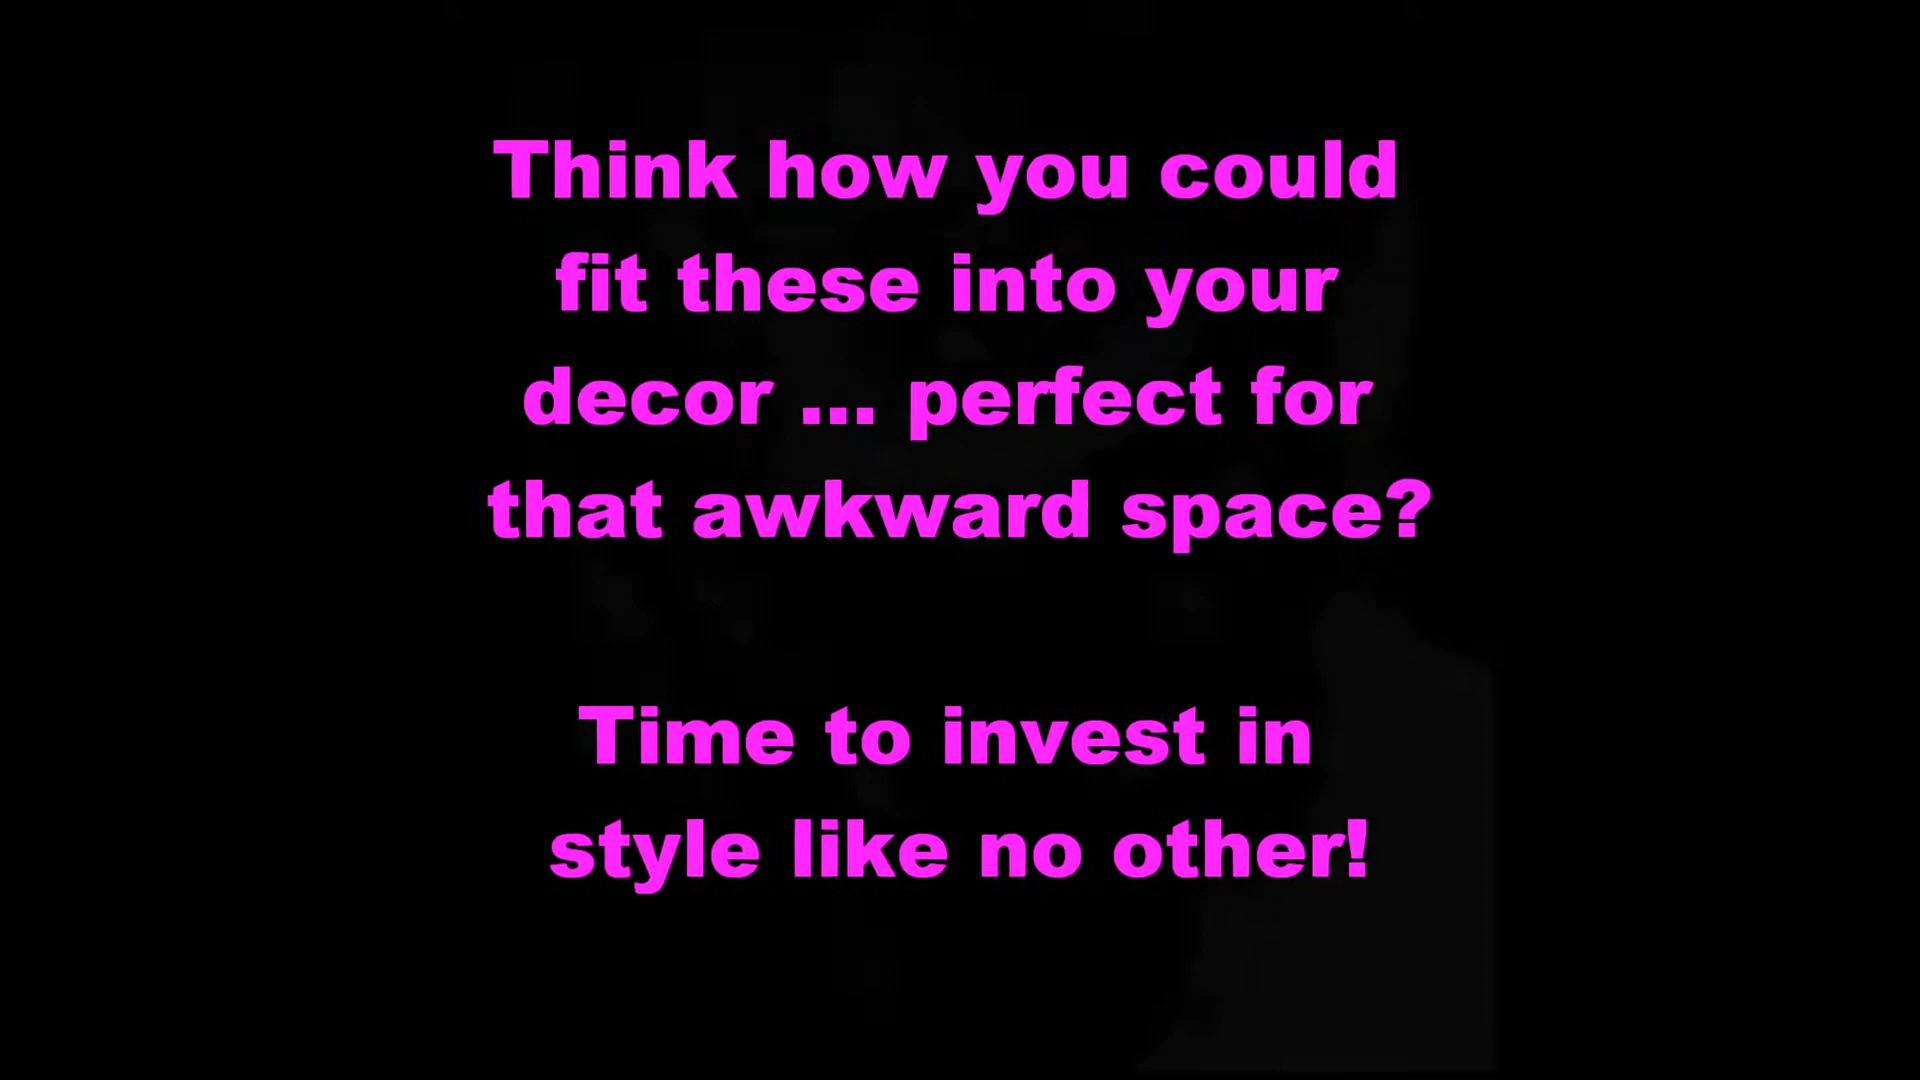 Think how you could
fit these into your
decor ... perfect for
that awkward space?
Time to invest in
style like no other!